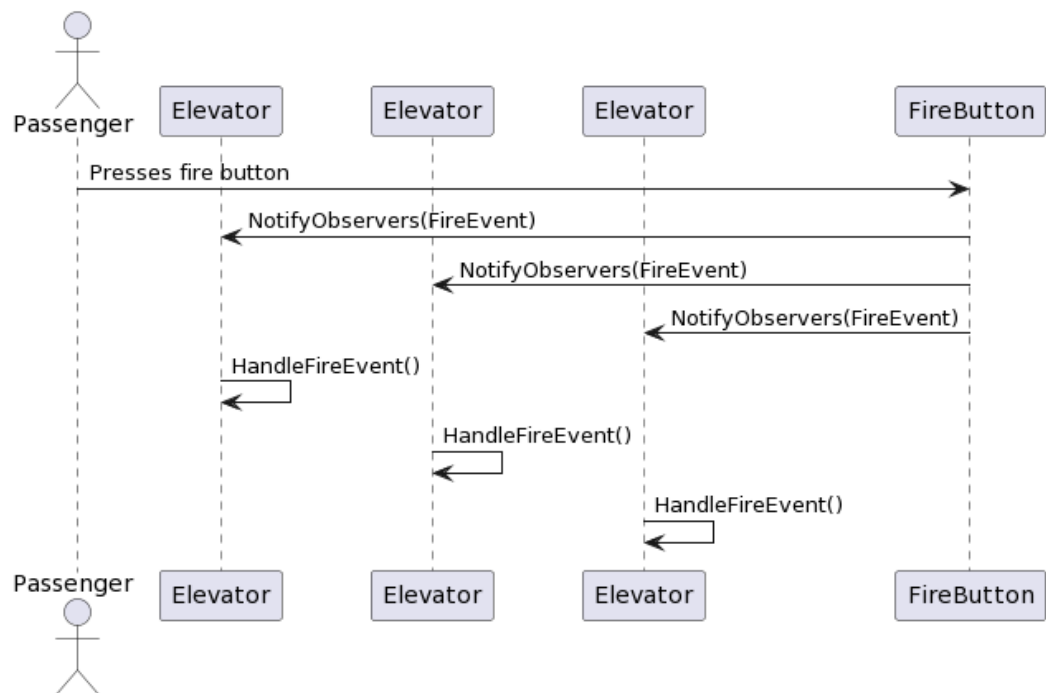 Passenger
Elevator
Elevator
Elevator
FireButton
Presses fire button
NotifyObservers(FireEvent)
NotifyObservers(FireEvent)
NotifyObservers(FireEvent)
HandleFireEvent()
HandleFireEvent()
HandleFireEvent()
Passenger
Elevator
Elevator
Elevator
FireButton